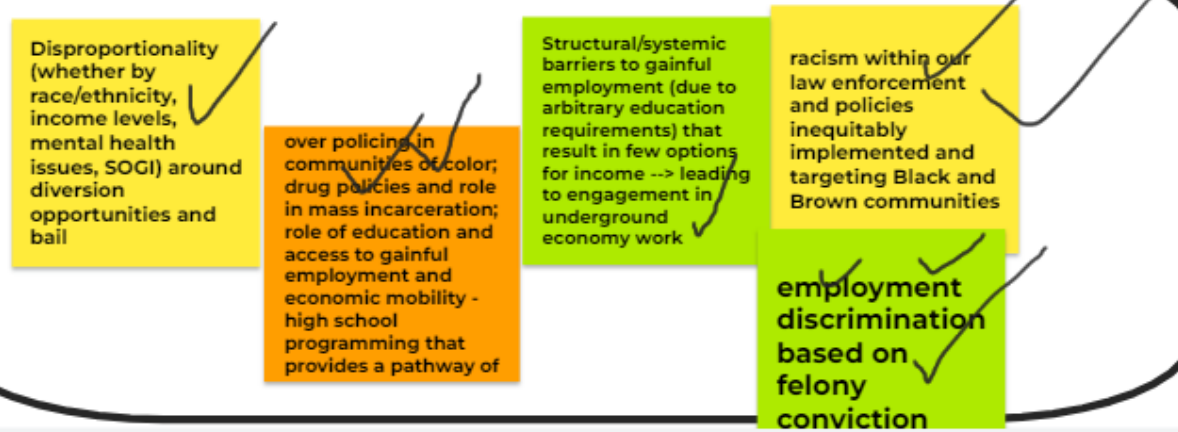 Disproportionality
(whether by
race/ethnicity,
income levels,
mental health
issues, SOGI) around
diversion
opportunities and
bail
over policing in
communities of color;
drug policies and role
in mass incarceration;
role of education and
access to gainful
employment and
economic mobility -
high school
programming that
provides a pathway of
Structural/systemic
barriers to gainful
employment (due to
arbitrary education
requirements) that
result in few options
for income --> leading
to engagement in
underground
economy work
racism within our
law enforcement
and policies
inequitably
implemented and
targeting Black and
Brown communities
employment
discrimination
based on
felony
conviction